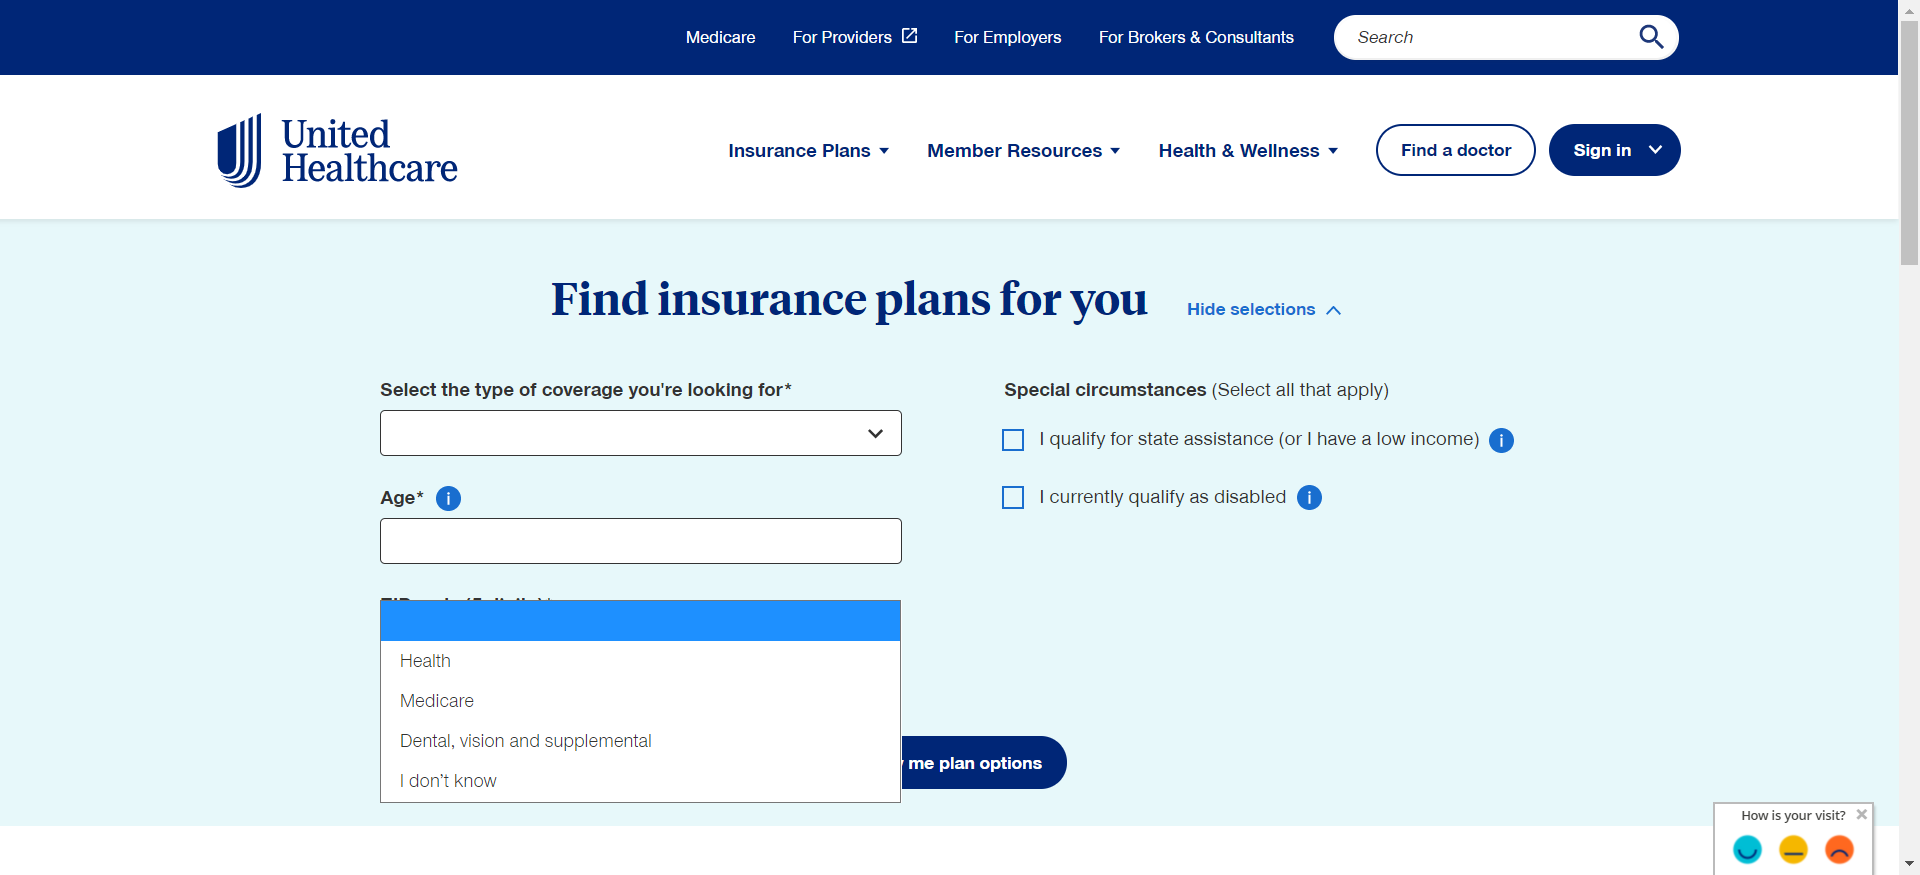 Medicare
For Providers
For Employers
For Brokers & Consultants
Search
United
Healthcare
Insurance Plans
Member Resources
Health & Wellness
Find a doctor
Sign in
Find insurance plans for you
Hide selections
Select the type of coverage you're looking for*
Special circumstances (Select all that apply)
I qualify for state assistance (or I have a low income)
Age*
I currently qualify as disabled
Health
Medicare
Dental, vision and supplemental
I don’t know
me plan options
How is your visit?